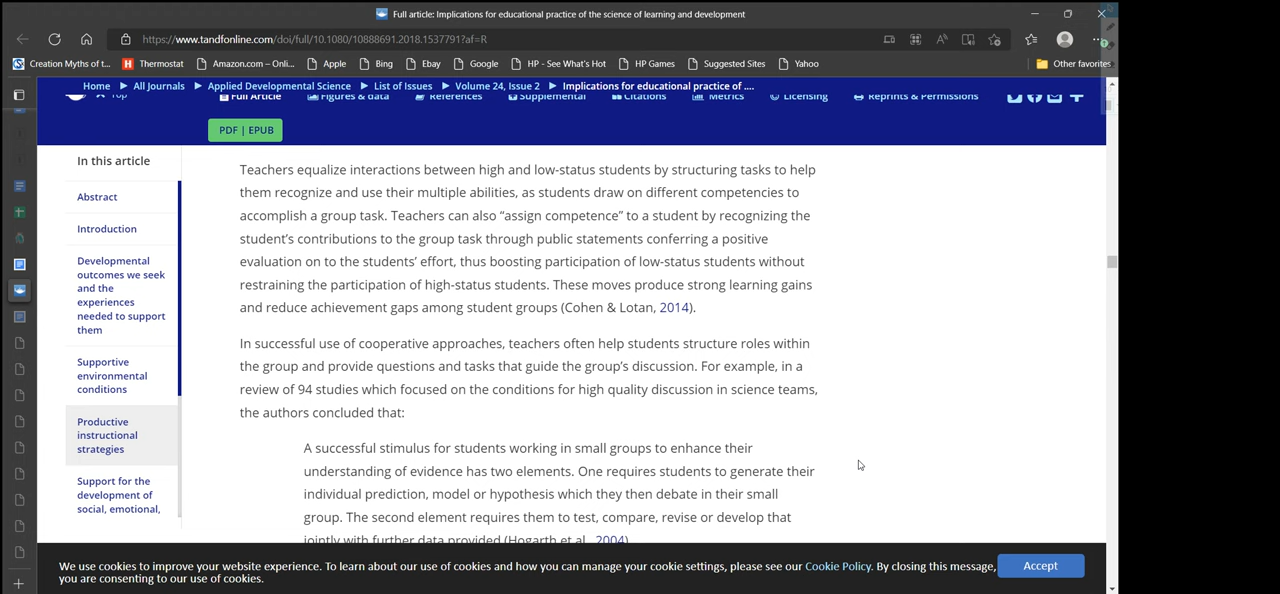 Full article: Implications for educational practice of the science of learning and development
https://www.tandfonline.com/doi/full/10.1080/10888691.2018.1537791?af=R
Creation Myths of t... Thermostat Amazon.com – Onli... Apple Bing Ebay Google HP - See What's Hot HP Games Suggested Sites Yahoo Other favorites
Home All Journals Applied Developmental Science List of Issues Volume 24, Issue 2 Implications for educational practice of ....
Top Full Article Figures & data References Supplemental Citations Metrics Licensing Reprints & Permissions
PDF | EPUB
In this article
Abstract
Introduction
Developmental
outcomes we seek
and the
experiences
needed to support
them
Supportive
environmental
conditions
Productive
instructional
strategies
Support for the
development of
social, emotional,
Teachers equalize interactions between high and low-status students by structuring tasks to help
them recognize and use their multiple abilities, as students draw on different competencies to
accomplish a group task. Teachers can also “assign competence” to a student by recognizing the
student’s contributions to the group task through public statements conferring a positive
evaluation on to the students’ effort, thus boosting participation of low-status students without
restraining the participation of high-status students. These moves produce strong learning gains
and reduce achievement gaps among student groups (Cohen & Lotan, 2014).
In successful use of cooperative approaches, teachers often help students structure roles within
the group and provide questions and tasks that guide the group’s discussion. For example, in a
review of 94 studies which focused on the conditions for high quality discussion in science teams,
the authors concluded that:
A successful stimulus for students working in small groups to enhance their
understanding of evidence has two elements. One requires students to generate their
individual prediction, model or hypothesis which they then debate in their small
group. The second element requires them to test, compare, revise or develop that
jointly with further data provided (Hogarth et al., 2004)
We use cookies to improve your website experience. To learn about our use of cookies and how you can manage your cookie settings, please see our Cookie Policy. By closing this message,
you are consenting to our use of cookies.
Accept